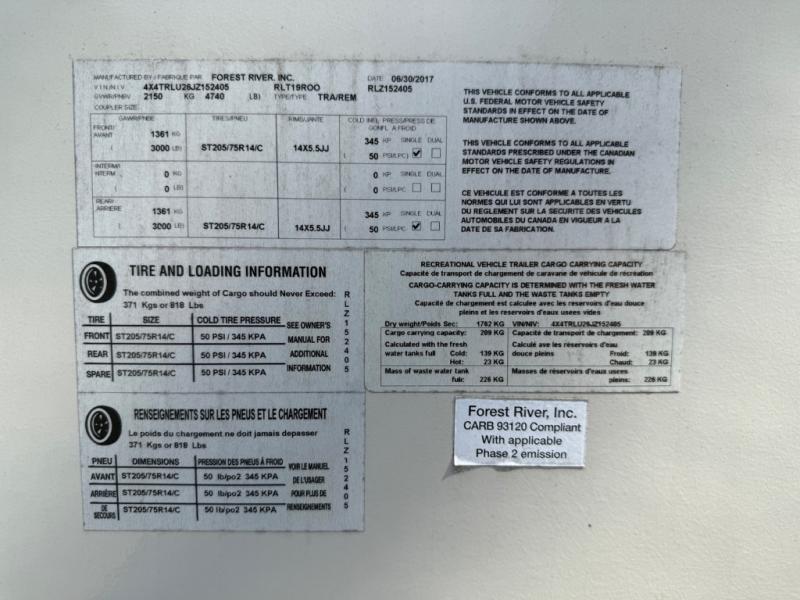 MANUFACTURED BY / FABRIQUE PAR FOREST RIVER, INC. DATE 06/30/2017
V.I.N./N.I.V. 4X4TRLU26JZ152405 RLT19ROO RLZ152405
GVWR/PNBV 2150 KG 4740 LB) TYPE/TYPE TRA/REM
COUPLER SIZE:
GAWR/PNBE TIRES/PNEU RIMS/JANTE COLD INFL PRESS/PRESS DE GONFL A FROID
FRONT/ AVANT 1361 KG 345 KP SINGLE DUAL
( 3000 LB) ST205/75R14/C 14X5.5JJ ( 50 PSI/LPC)
INTERM/ INTERM 0 KG 0 KP SINGLE DUAL
( 0 LB) ( 0 PSI/LPC
REAR/ ARRIÈRE 1361 KG 345 KP SINGLE DUAL
( 3000 LB) ST205/75R14/C 14X5.5JJ ( 50 PSI/LPC
THIS VEHICLE CONFORMS TO ALL APPLICABLE
U.S. FEDERAL MOTOR VEHICLE SAFETY
STANDARDS IN EFFECT ON THE DATE OF
MANUFACTURE SHOWN ABOVE.
THIS VEHICLE CONFORMS TO ALL APPLICABLE
STANDARDS PRESCRIBED UNDER THE CANADIAN
MOTOR VEHICLE SAFETY REGULATIONS IN
EFFECT ON THE DATE OF MANUFACTURE.
CE VEHICULE EST CONFORME A TOUTES LES
NORMES QUI LUI SONT APPLICABLES EN VERTU
DU REGLEMENT SUR LA SECURITE DES VEHICULES
AUTOMOBILES DU CANADA EN VIGUEUR A LA
DATE DE SA FABRICATION.
TIRE AND LOADING INFORMATION
The combined weight of Cargo should Never Exceed:
371 Kgs or 818 Lbs
TIRE SIZE COLD TIRE PRESSURE
FRONT ST205/75R14/C 50 PSI / 345 KPA
REAR ST205/75R14/C 50 PSI / 345 KPA
SPARE ST205/75R14/C 50 PSI / 345 KPA
SEE OWNER'S
MANUAL FOR
ADDITIONAL
INFORMATION
RLZ152405
RECREATIONAL VEHICLE TRAILER CARGO CARRYING CAPACITY
Capacité de transport de chargement de caravane de véhicule de récréation
CARGO-CARRYING CAPACITY IS DETERMINED WITH THE FRESH WATER
TANKS FULL AND THE WASTE TANKS EMPTY
Capacité de chargement est calculée avec les réservoirs d'eau douce
pleins et les réservoirs d'eaux usees vides
Dry weight/Poids Sec: 1762 KG VIN/NIV: 4X4TRLU26JZ152405
Cargo carrying capacity: 209 KG Capacité de transport de chargement: 209 KG
Calculated with the fresh Calculé ave les réservoirs d'eau
water tanks full Cold: 139 KG douce pleins Froid: 139 KG
Hot: 23 KG Chaud: 23 KG
Mass of waste water tank Masses de réservoirs d'eaux usées
full: 226 KG pleins: 226 KG
RENSEIGNEMENTS SUR LES PNEUS ET LE CHARGEMENT
Le poids du chargement ne doit jamais depasser
371 Kgs or 818 Lbs
PNEU DIMENSIONS PRESSION DES PNEUS À FROID
AVANT ST205/75R14/C 50 lb/po2 345 KPA
ARRIÈRE ST205/75R14/C 50 lb/po2 345 KPA
DE SECOURS ST205/75R14/C 50 lb/po2 345 KPA
VOIR LE MANUEL
DE L'USAGER
POUR PLUS DE
RENSEIGNEMENTS
RLZ152405
Forest River, Inc.
CARB 93120 Compliant
With applicable
Phase 2 emission